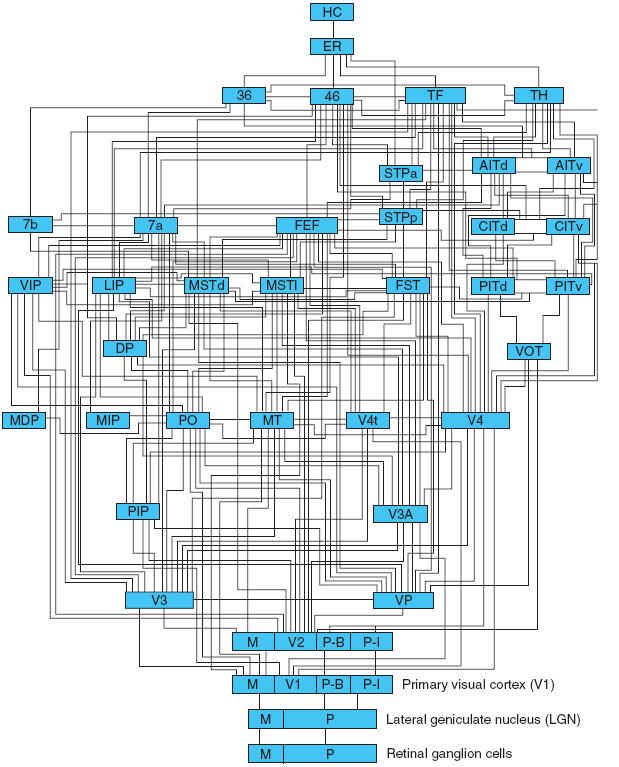 HC
ER
36 46 TF TH
STPa AITd AITv
7b 7a FEF STPp CITd CITv
VIP LIP MSTd MSTl FST PITd PITv
DP VOT
MDP MIP PO MT V4t V4
PIP V3A
V3 VP
M V2 P-B P-I
M V1 P-B P-I Primary visual cortex (V1)
M P Lateral geniculate nucleus (LGN)
M P Retinal ganglion cells